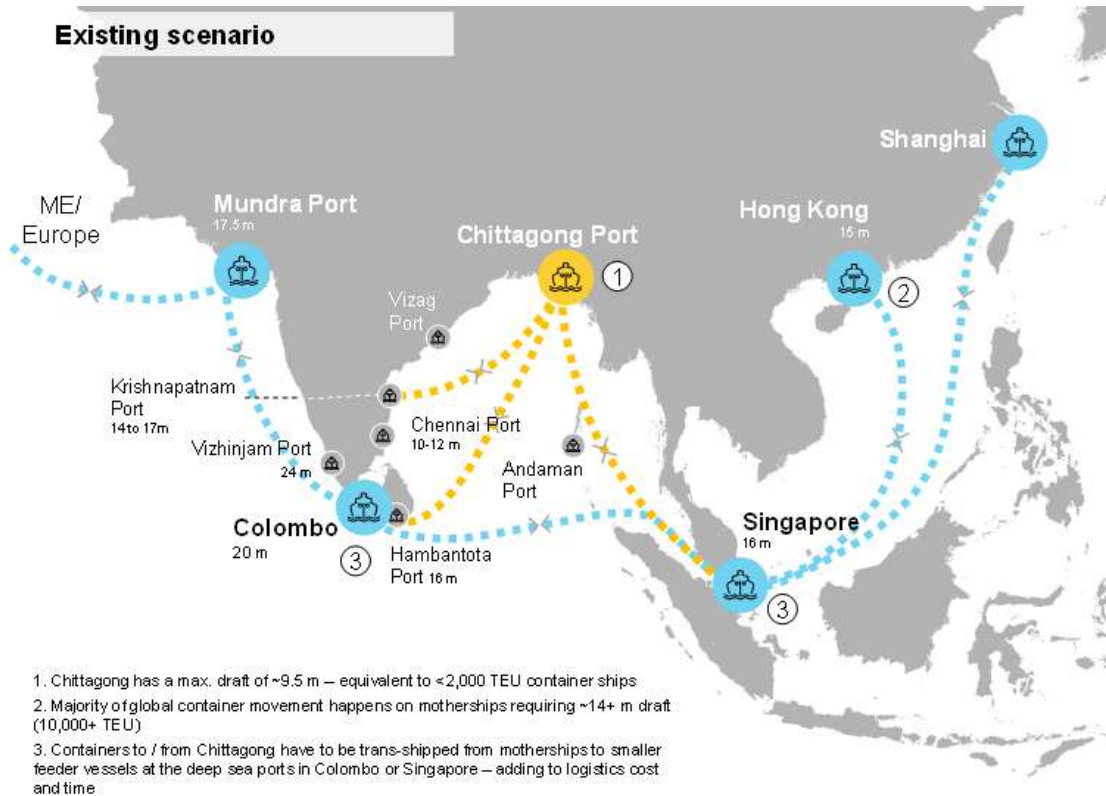 Existing scenario
Shanghai
ME/
Europe
Mundra Port
17.5 m
Hong Kong
15 m
Chittagong Port
1
2
Vizag
Port
Krishnapatnam
Port
14 to 17m
Chennai Port
10-12 m
Vizhinjam Port
24 m
Andaman
Port
Colombo
20 m
3
Hambantota
Port 16 m
Singapore
16 m
3
1. Chittagong has a max. draft of ~9.5 m – equivalent to <2,000 TEU container ships
2. Majority of global container movement happens on motherships requiring ~14+ m draft
(10,000+ TEU)
3. Containers to / from Chittagong have to be trans-shipped from motherships to smaller
feeder vessels at the deep sea ports in Colombo or Singapore – adding to logistics cost
and time